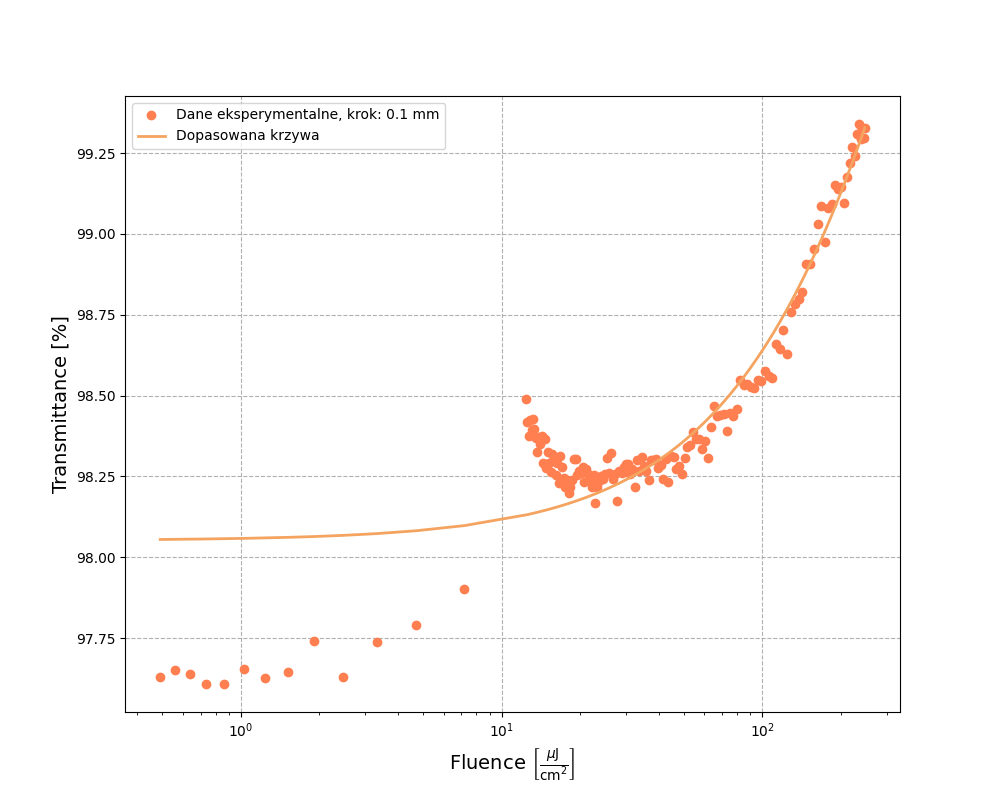 Dane eksperymentalne, krok: 0.1 mm
Dopasowana krzywa
99.25
99.00
98.75
98.50
98.25
98.00
97.75
Transmittance [%]
10⁰ 10¹ 10²
Fluence [μJ/cm²]